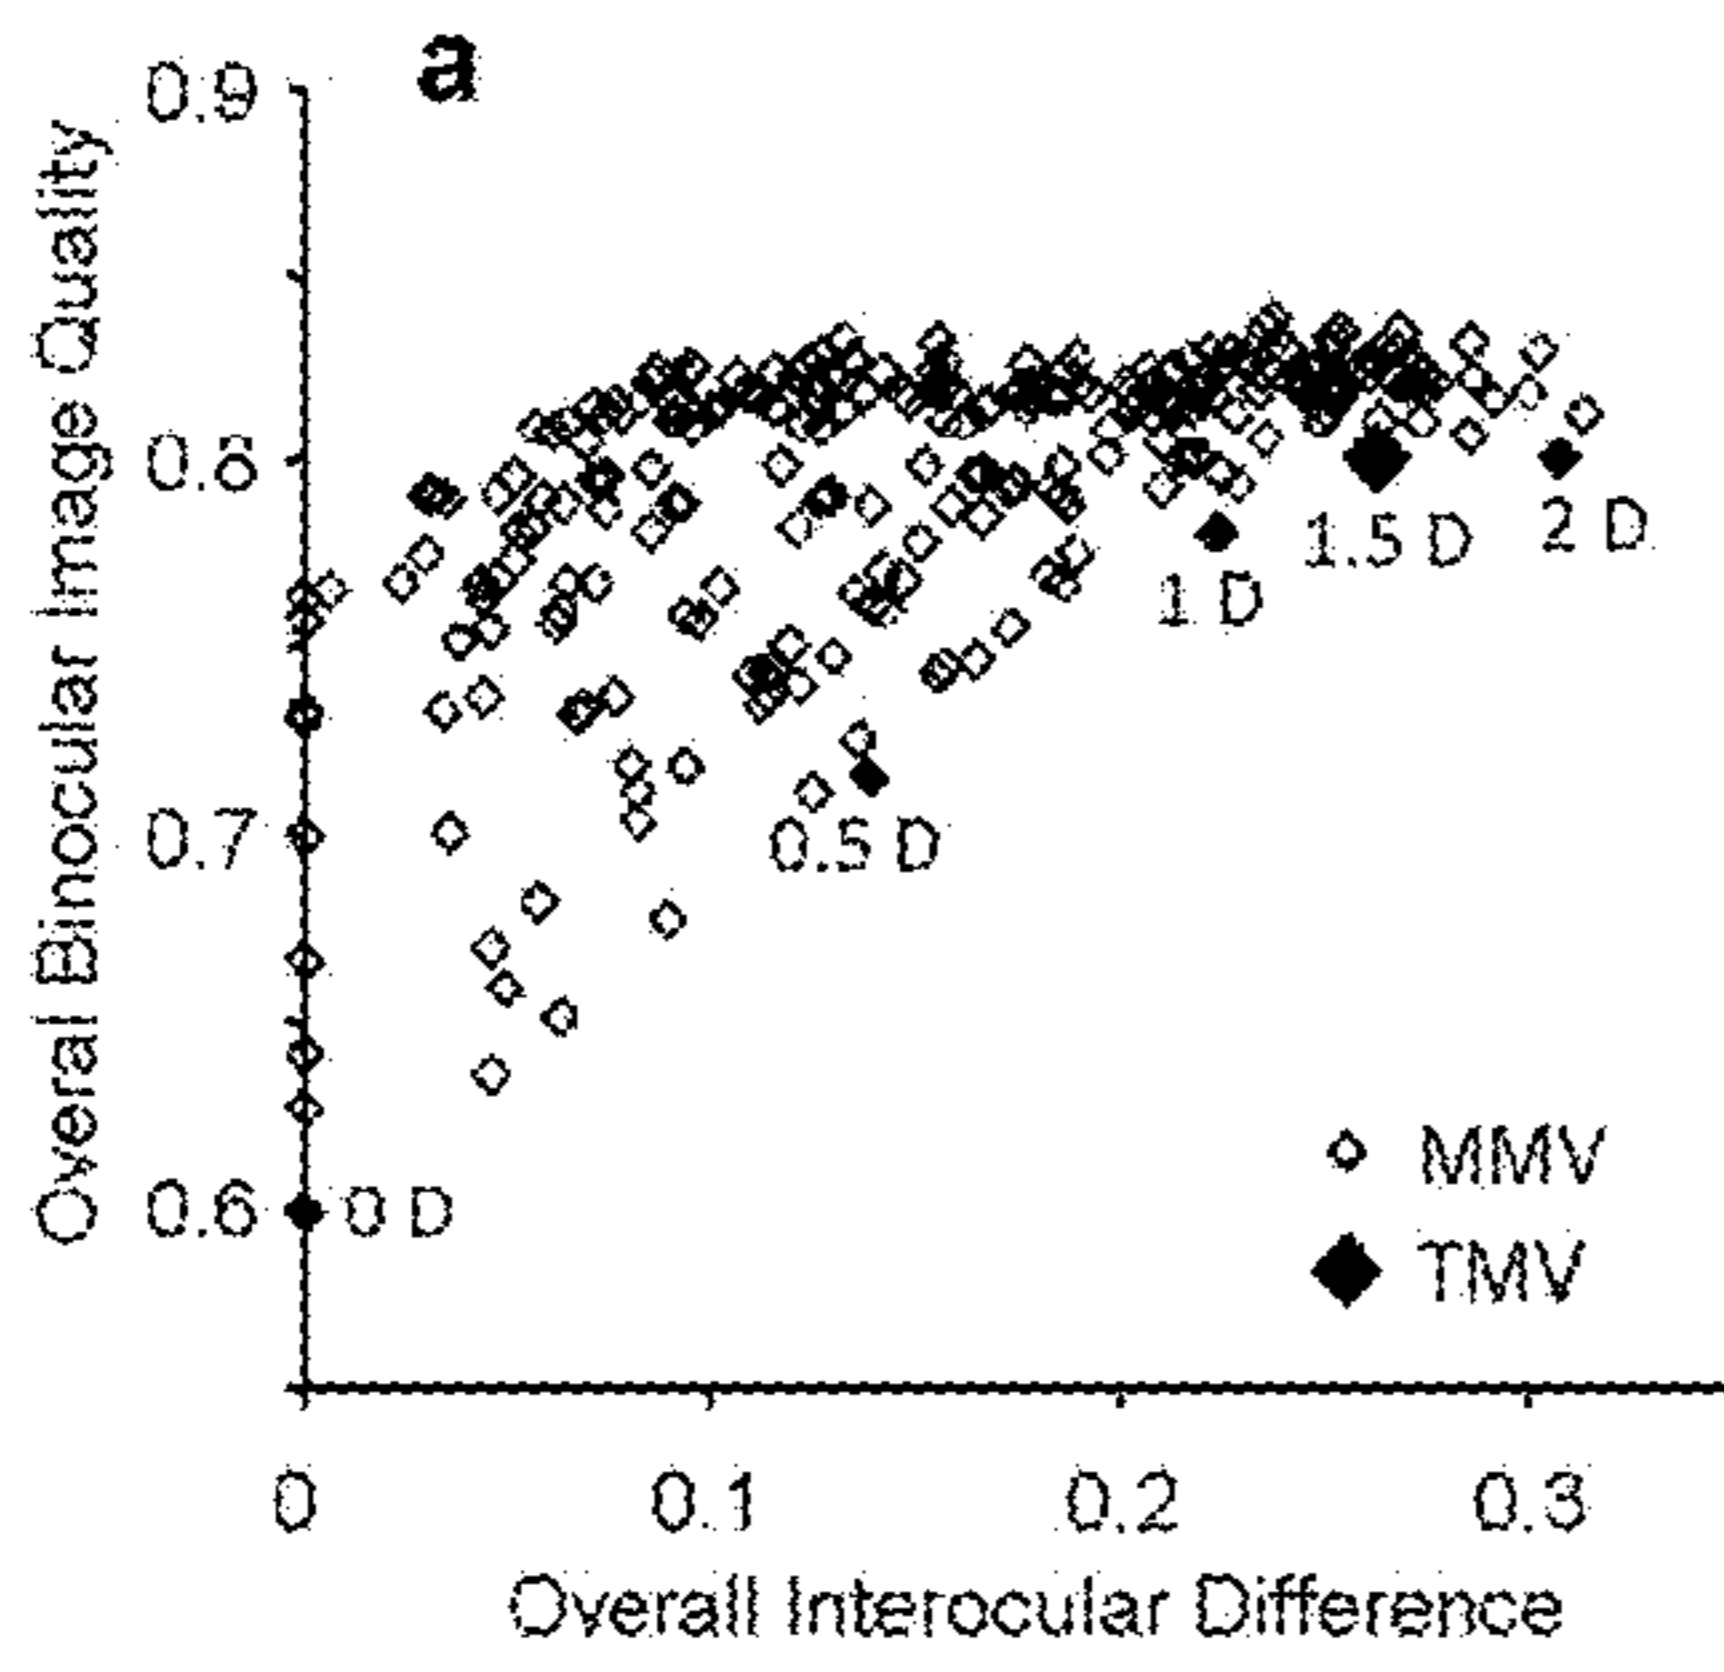 a
Overall Binocular Image Quality
0.9
0.8
0.7
0.6
2 D
1.5 D
1 D
0.5 D
0 D
MMV
TMV
0 0.1 0.2 0.3
Overall Interocular Difference